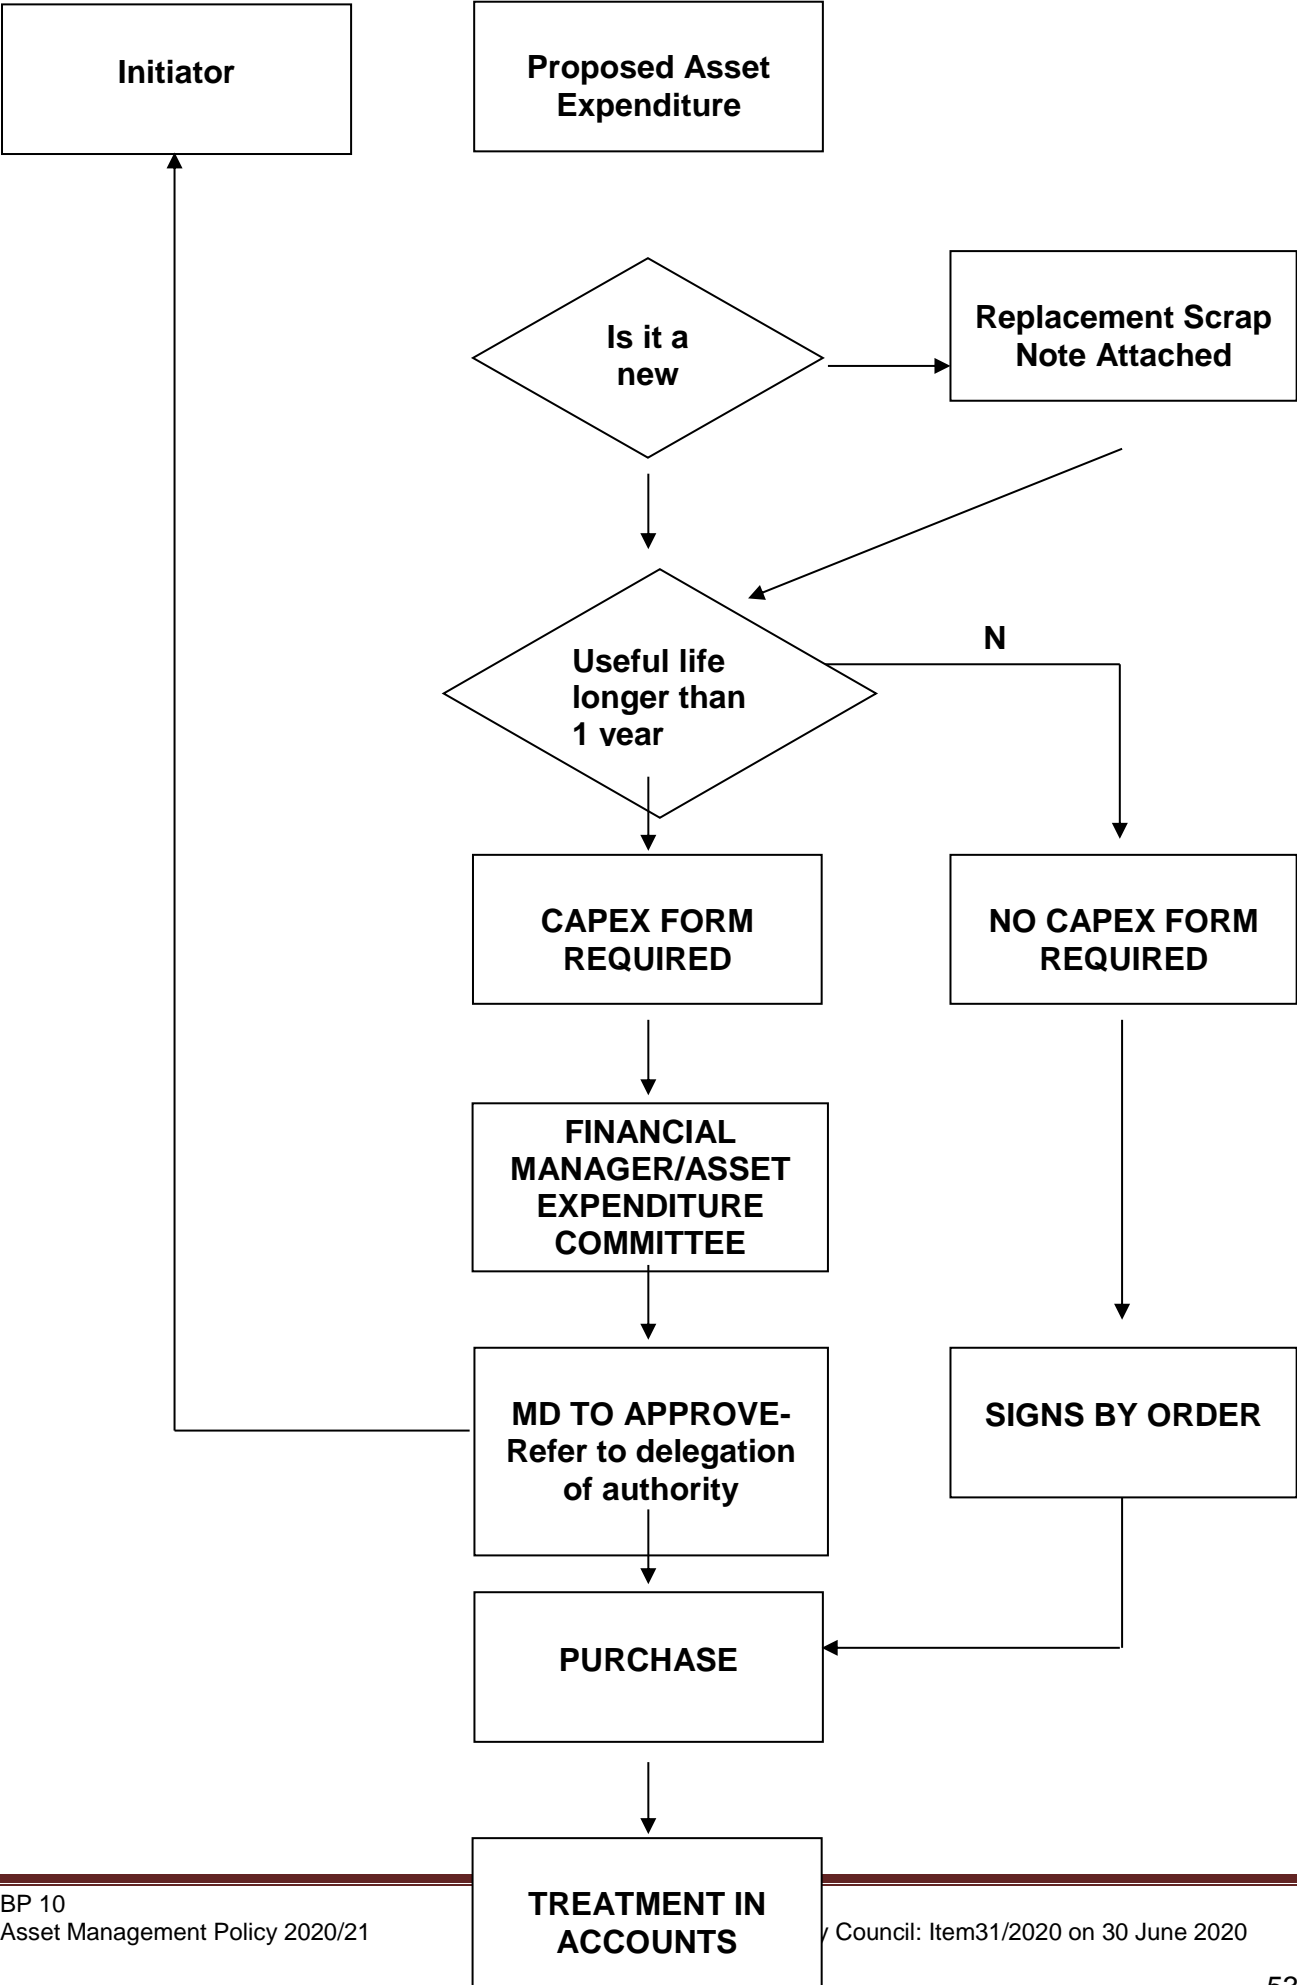 Initiator
Proposed Asset
Expenditure
Is it a
new
Replacement Scrap
Note Attached
N
Useful life
longer than
1 year
CAPEX FORM
REQUIRED
NO CAPEX FORM
REQUIRED
FINANCIAL
MANAGER/ASSET
EXPENDITURE
COMMITTEE
MD TO APPROVE-
Refer to delegation
of authority
SIGNS BY ORDER
PURCHASE
TREATMENT IN
ACCOUNTS
BP 10
Asset Management Policy 2020/21
Council: Item31/2020 on 30 June 2020